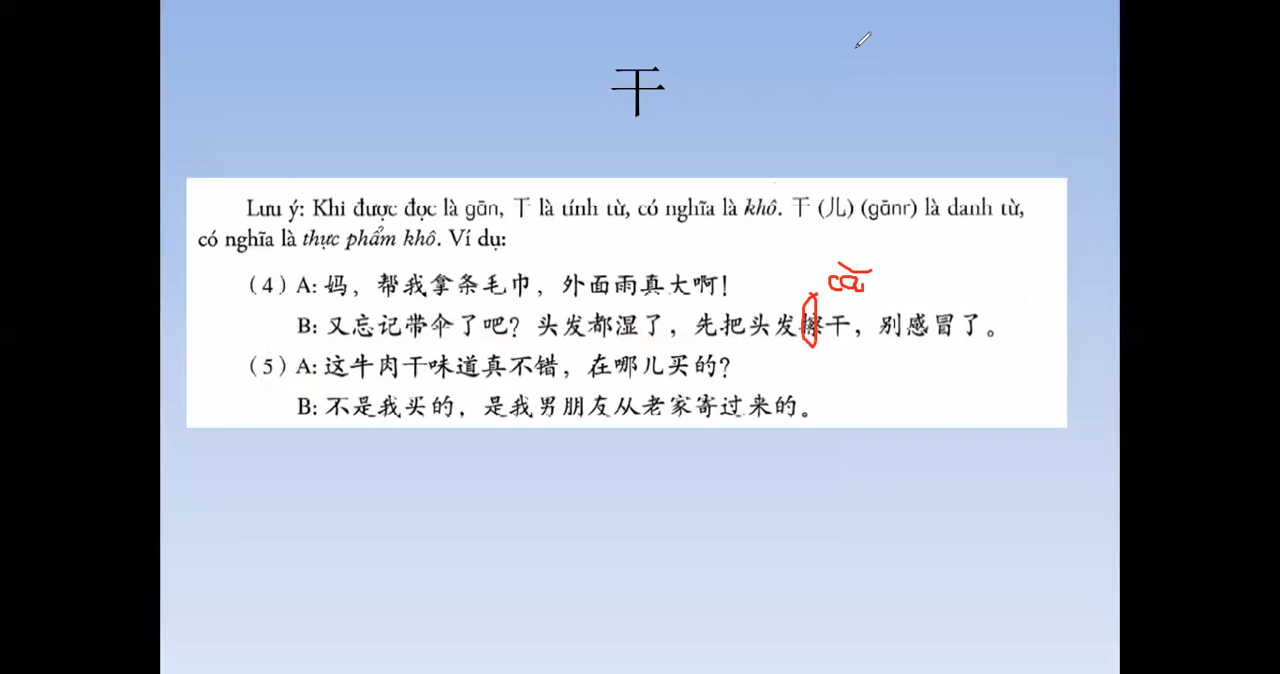 干
Lưu ý: Khi được đọc là gān, 干 là tính từ, có nghĩa là khô. 干 (儿) (gānr) là danh từ,
có nghĩa là thực phẩm khô. Ví dụ:
(4) A: 妈，帮我拿条毛巾，外面雨真大啊！
B: 又忘记带伞了吧？头发都湿了，先把头发擦干，别感冒了。
(5) A: 这牛肉干味道真不错，在哪儿买的？
B: 不是我买的，是我男朋友从老家寄过来的。